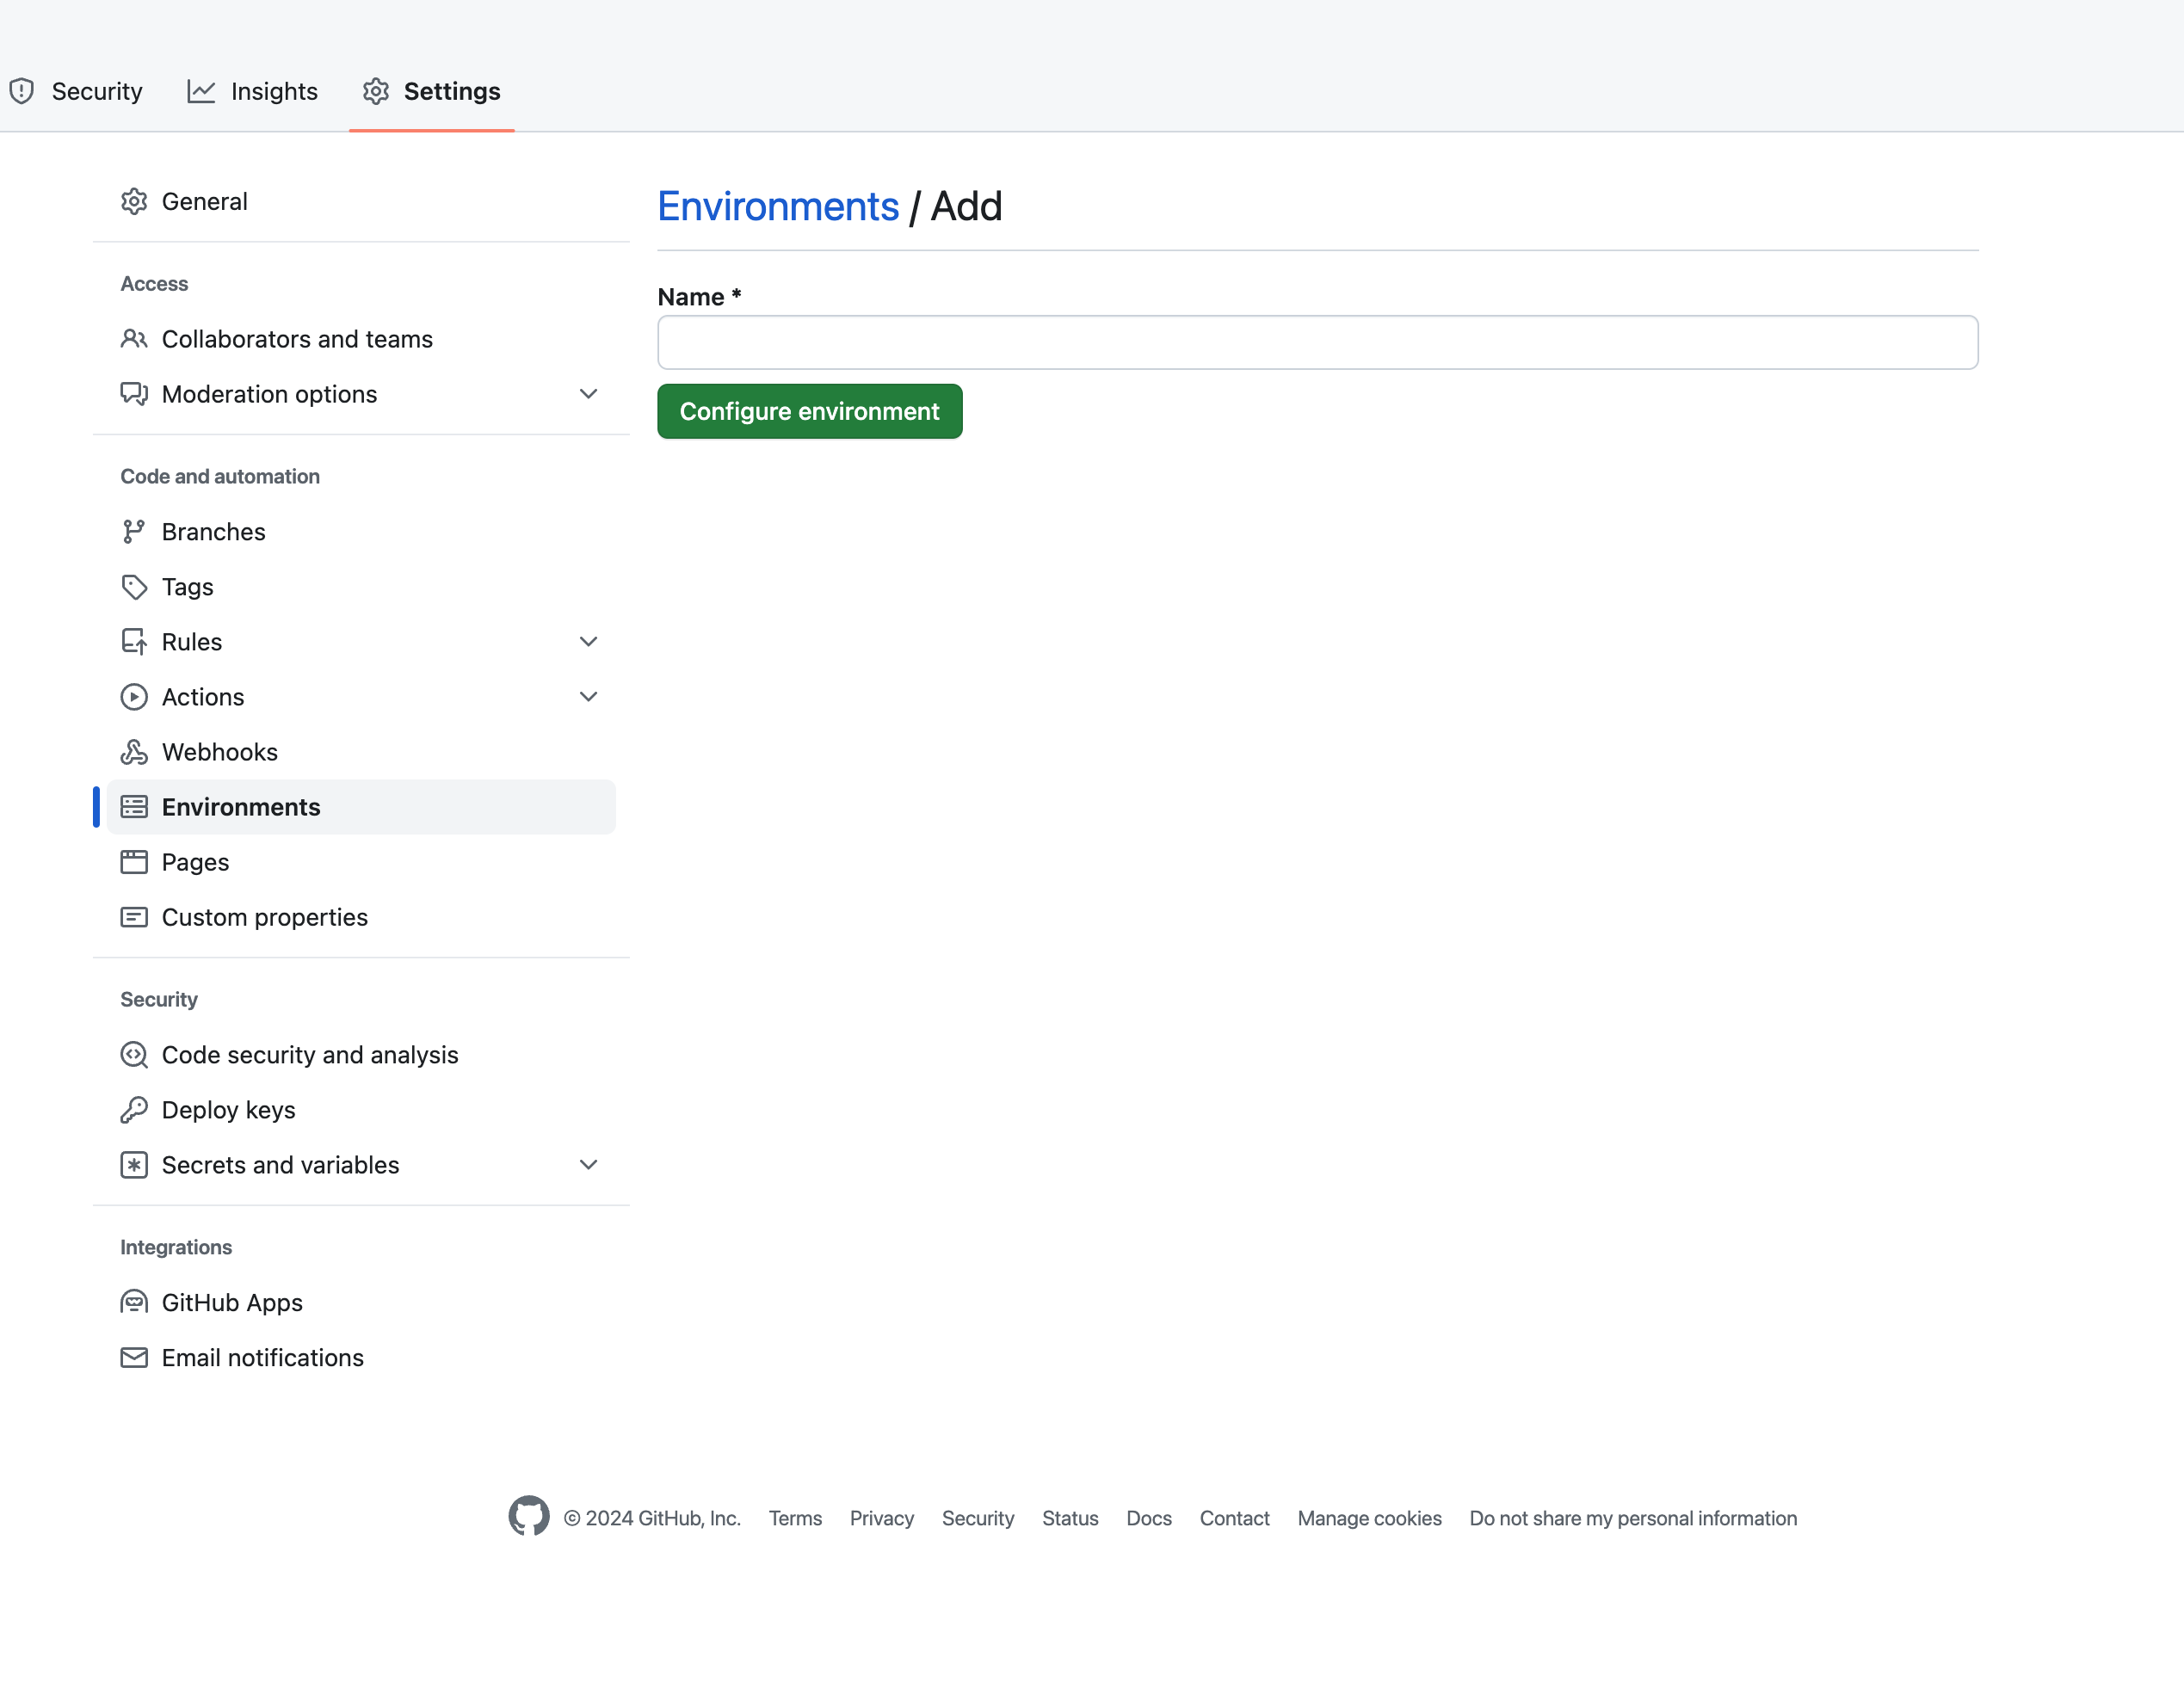 Security Insights Settings
General
Access
Collaborators and teams
Moderation options
Code and automation
Branches
Tags
Rules
Actions
Webhooks
Environments
Pages
Custom properties
Security
Code security and analysis
Deploy keys
Secrets and variables
Integrations
GitHub Apps
Email notifications
Environments / Add
Name *
Configure environment
© 2024 GitHub, Inc. Terms Privacy Security Status Docs Contact Manage cookies Do not share my personal information